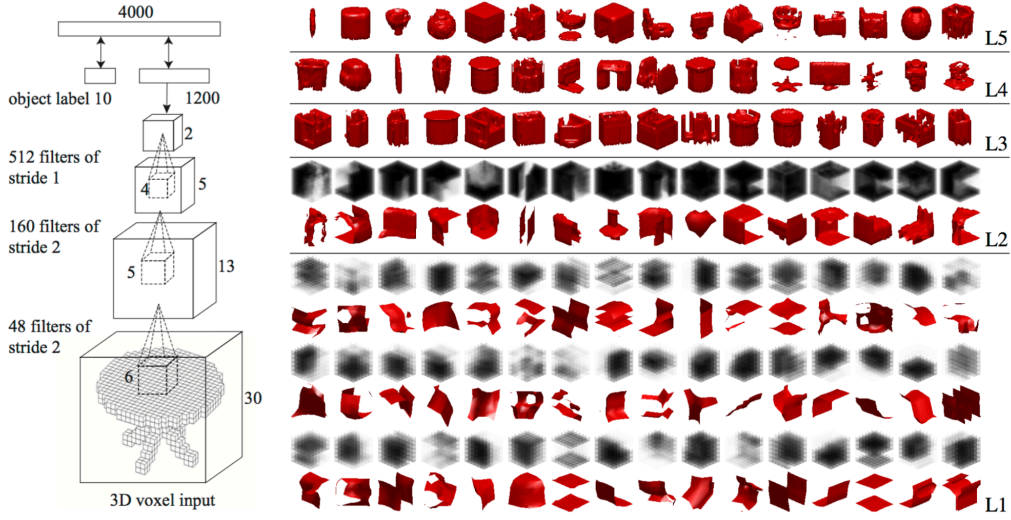 4000
object label 10
1200
2
512 filters of
stride 1
4
5
160 filters of
stride 2
5
13
48 filters of
stride 2
6
30
3D voxel input
L5
L4
L3
L2
L1